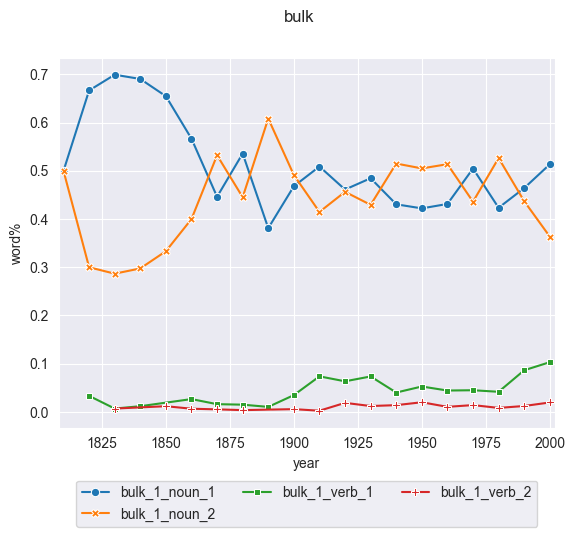 bulk
0.7
0.6
0.5
0.4
0.3
0.2
0.1
0.0
word%
1825 1850 1875 1900 1925 1950 1975 2000
year
bulk_1_noun_1 bulk_1_verb_1 bulk_1_verb_2
bulk_1_noun_2